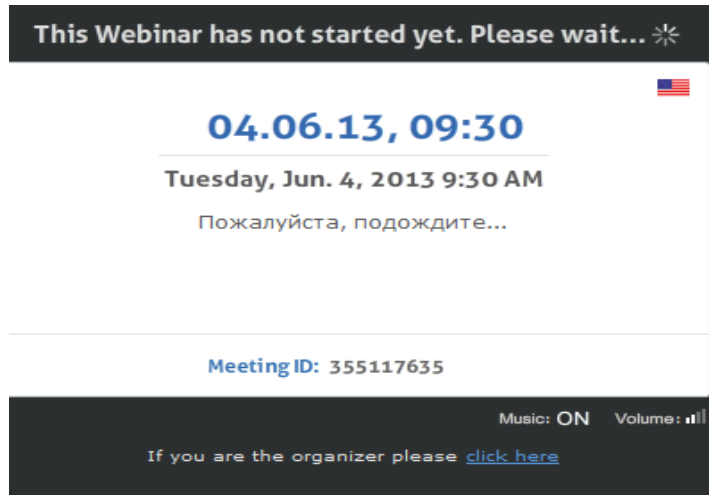 This Webinar has not started yet. Please wait...
04.06.13, 09:30
Tuesday, Jun. 4, 2013 9:30 AM
Пожалуйста, подождите...
Meeting ID: 355117635
Music: ON Volume:
If you are the organizer please click here